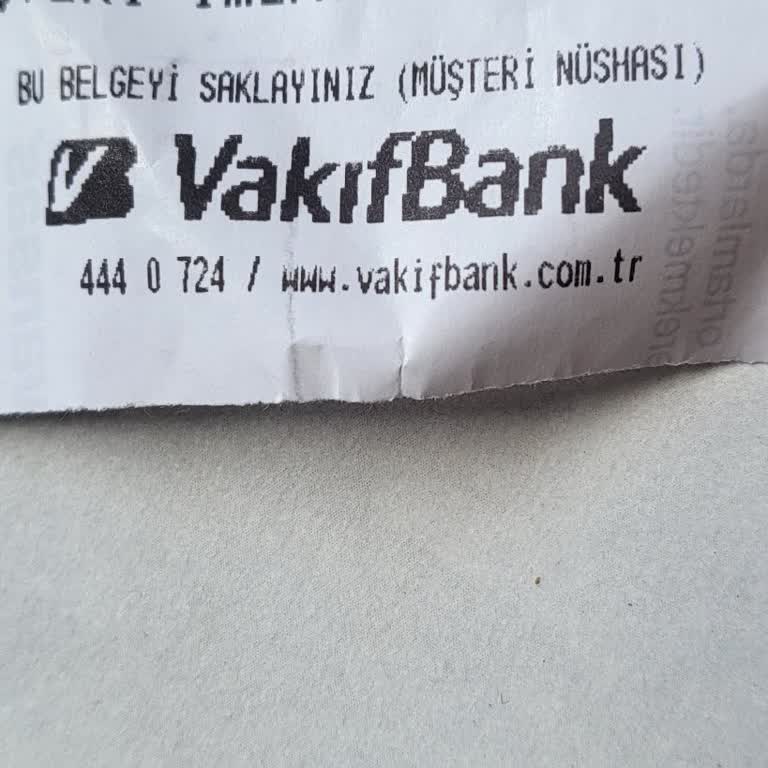 BU BELGEYİ SAKLAYINIZ (MÜŞTERİ NÜSHASI)
VakıfBank
444 0 724 / www.vakifbank.com.tr